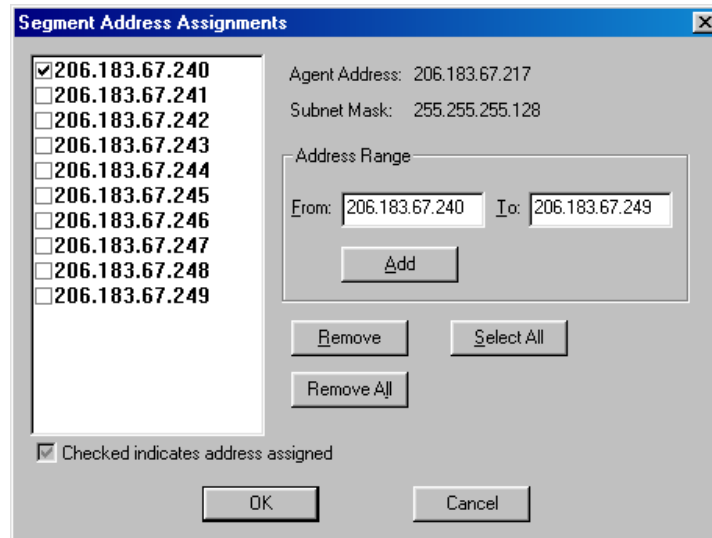 Segment Address Assignments
206.183.67.240
206.183.67.241
206.183.67.242
206.183.67.243
206.183.67.244
206.183.67.245
206.183.67.246
206.183.67.247
206.183.67.248
206.183.67.249
Checked indicates address assigned
Agent Address: 206.183.67.217
Subnet Mask: 255.255.255.128
Address Range
From: 206.183.67.240 To: 206.183.67.249
Add
Remove Select All
Remove All
OK Cancel